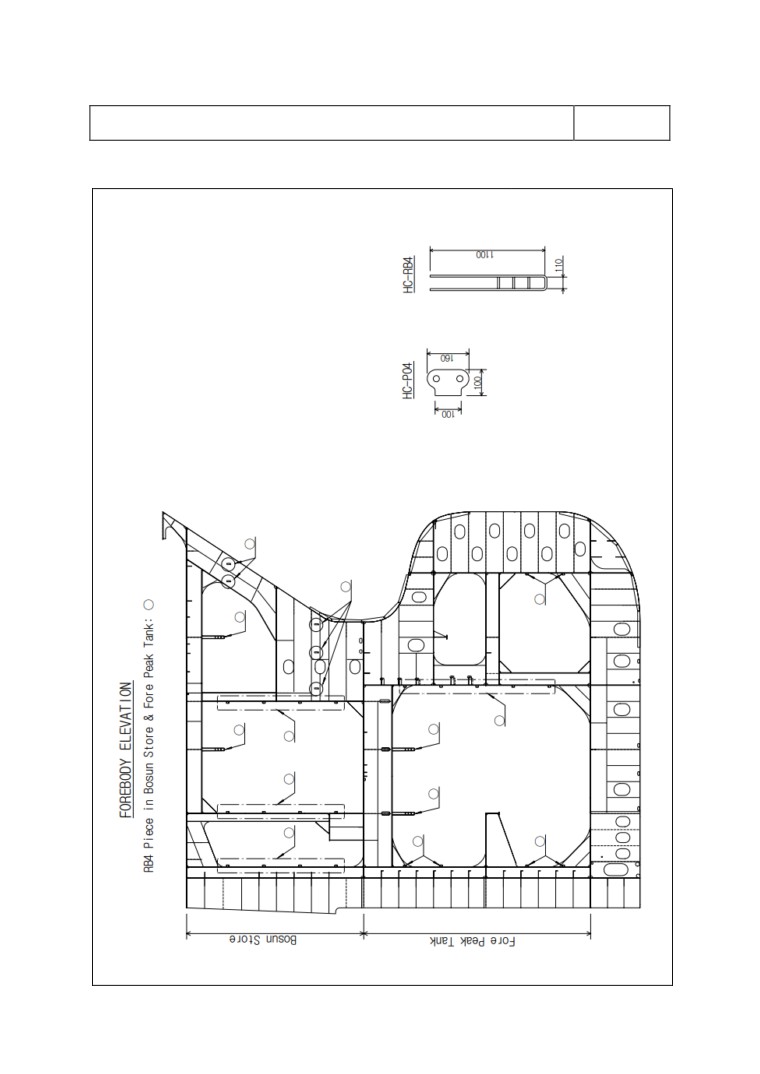 FOREBODY ELEVATION
RB4 Piece in Bosun Store & Fore Peak Tank: ○
HC-RB4
1100
110
HC-P04
160
100
100
Bosun Store
Fore Peak Tank